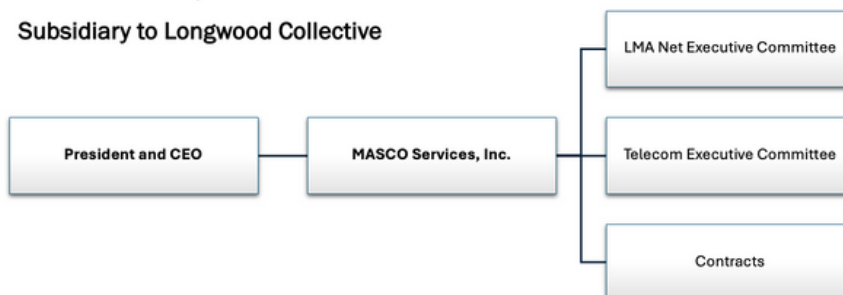 Subsidiary to Longwood Collective
LMA Net Executive Committee
President and CEO
MASCO Services, Inc.
Telecom Executive Committee
Contracts